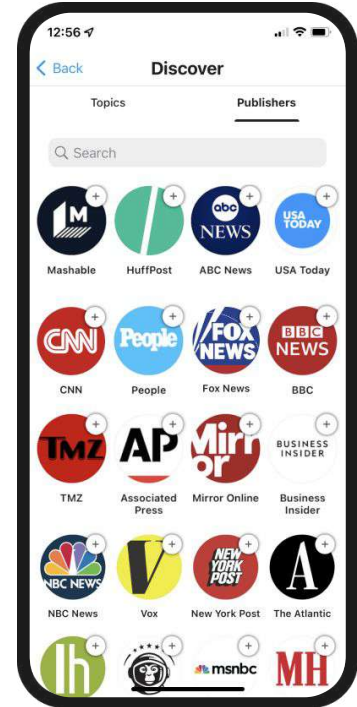 12:56
Back
Discover
Topics
Publishers
Search
M
abc
NEWS
USA
TODAY
Mashable
HuffPost
ABC News
USA Today
CNN
People
FOX
NEWS
BBC
NEWS
CNN
People
Fox News
BBC
TMZ
AP
Mirr
or
BUSINESS
INSIDER
TMZ
Associated
Press
Mirror Online
Business
Insider
NBC NEWS
V
NEW
YORK
POST
A
NBC News
Vox
New York Post
The Atlantic
lh
msnbc
MH